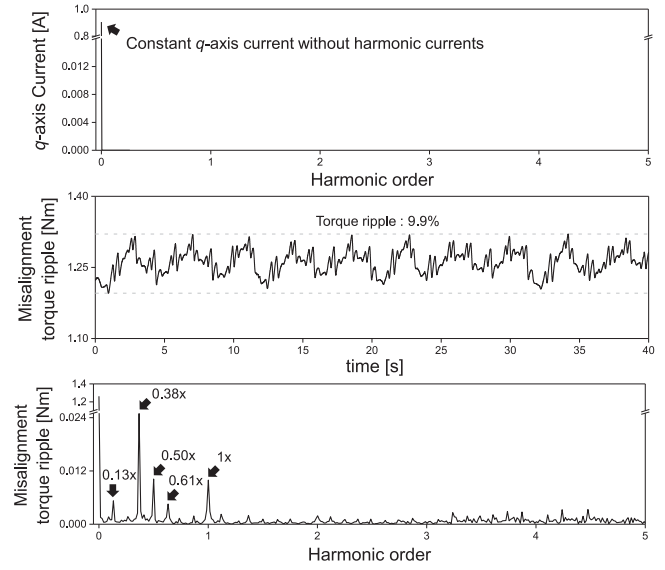 1.0
0.8
0.012
0.008
0.004
0.000
q-axis Current [A]
Constant q-axis current without harmonic currents
0 1 2 3 4 5
Harmonic order
1.40
1.25
1.10
Misalignment
torque ripple [Nm]
Torque ripple : 9.9%
0 5 10 15 20 25 30 35 40
time [s]
1.4
1.2
0.024
0.012
0.000
Misalignment
torque ripple [Nm]
0.13x
0.38x
0.50x
0.61x
1x
0 1 2 3 4 5
Harmonic order